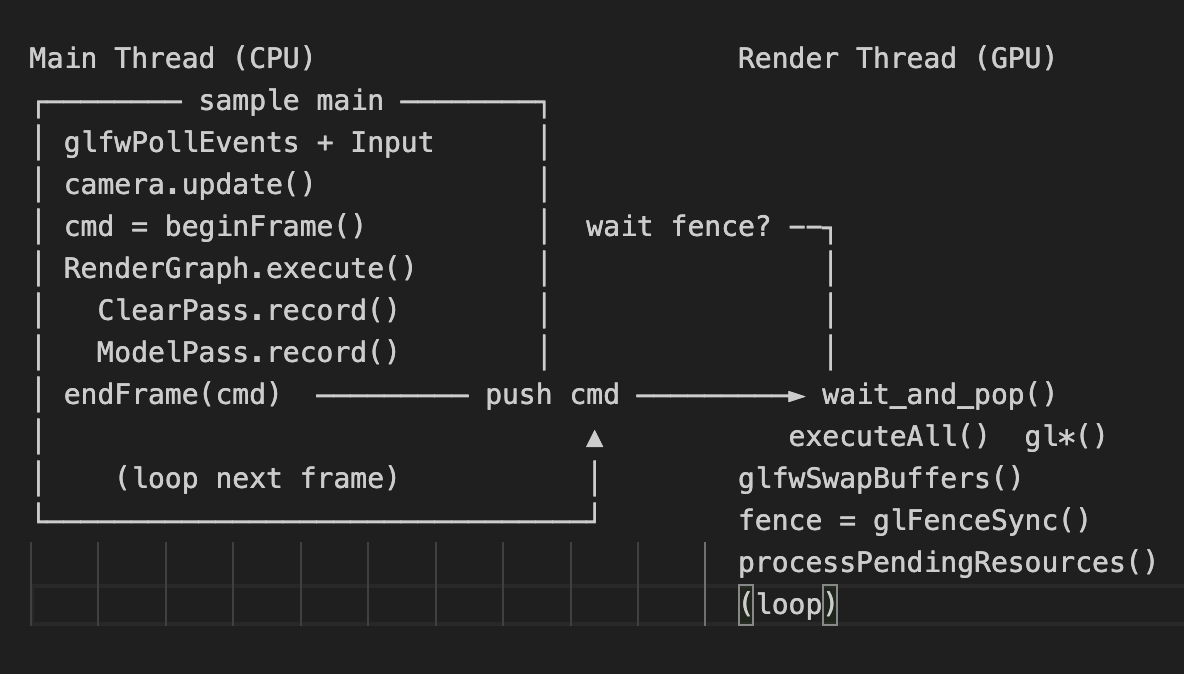 Main Thread (CPU) Render Thread (GPU)
sample main
glfwPollEvents + Input
camera.update()
cmd = beginFrame() wait fence?
RenderGraph.execute()
ClearPass.record()
ModelPass.record()
endFrame(cmd) push cmd wait_and_pop()
executeAll() gl*()
(loop next frame) glfwSwapBuffers()
fence = glFenceSync()
processPendingResources()
(loop)